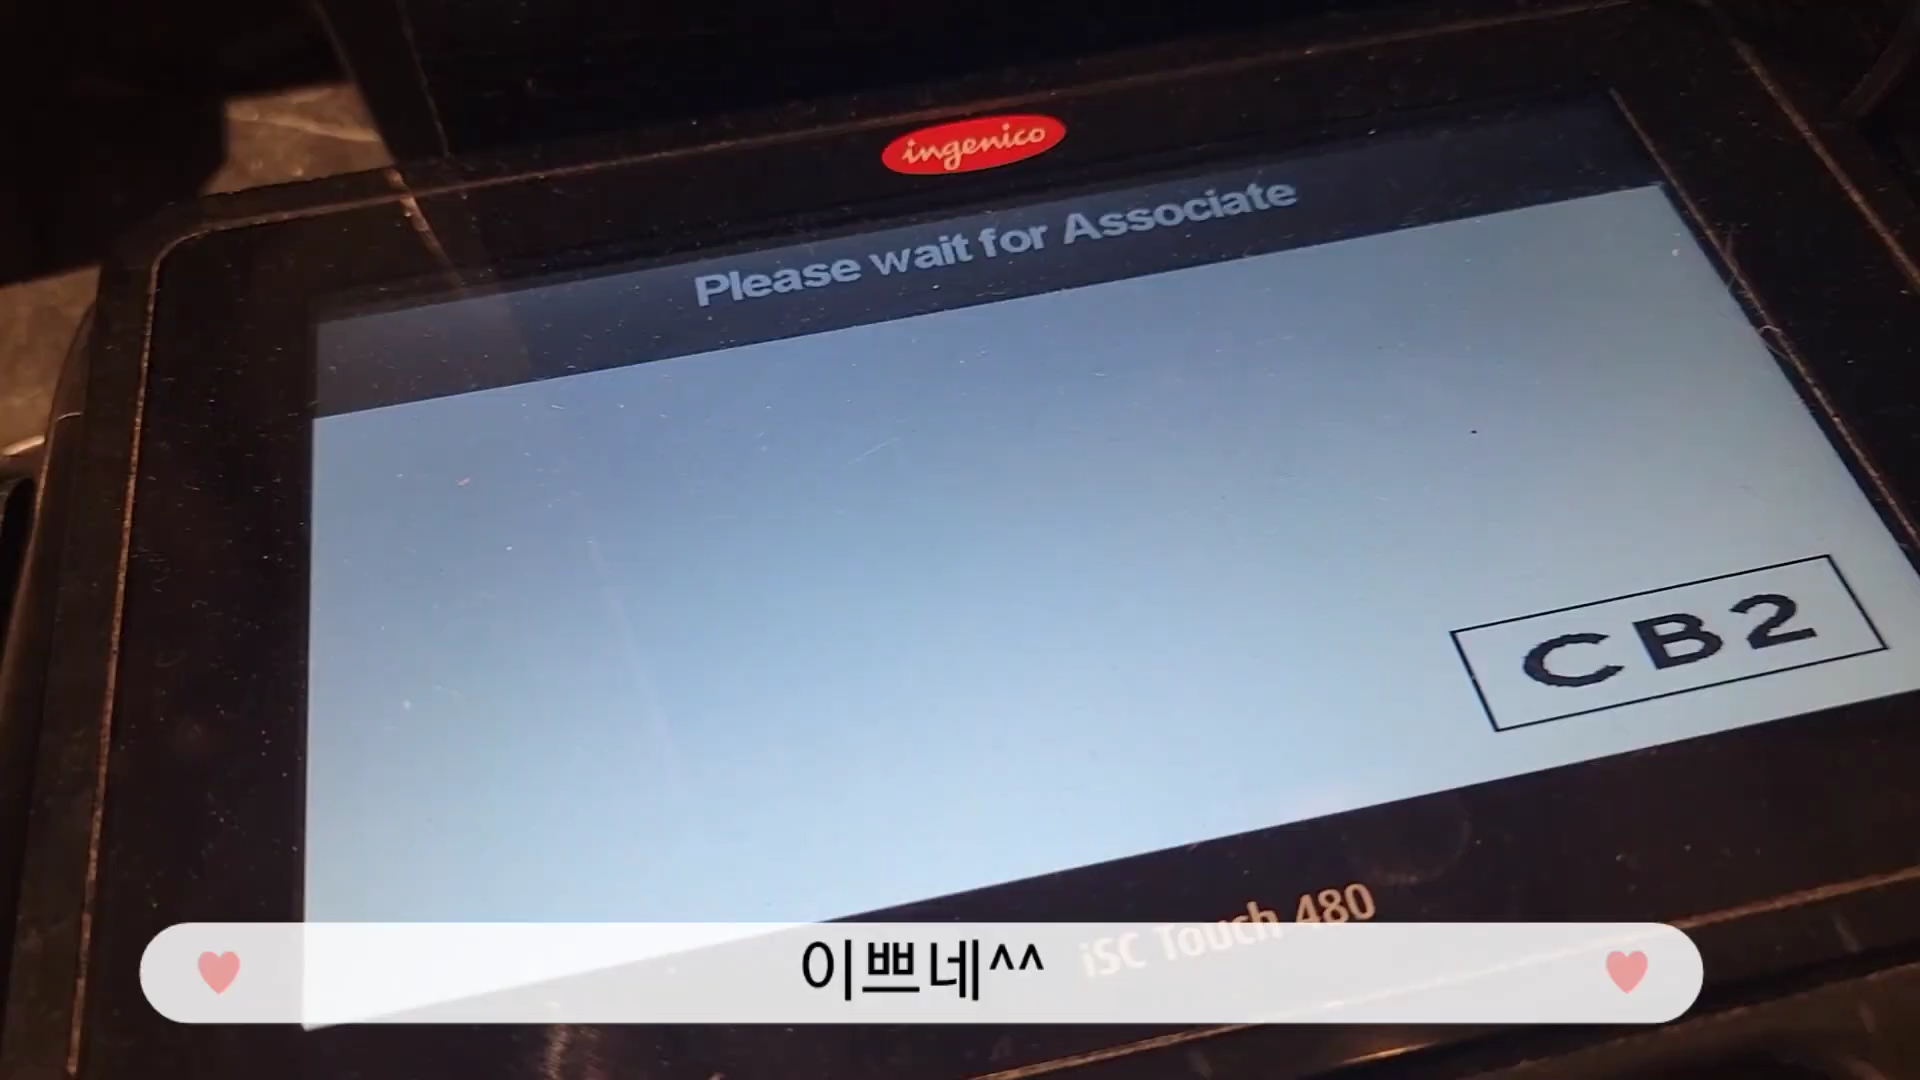 ingenico
Please wait for Associate
CB2
iSC Touch 480
이쁘네^^